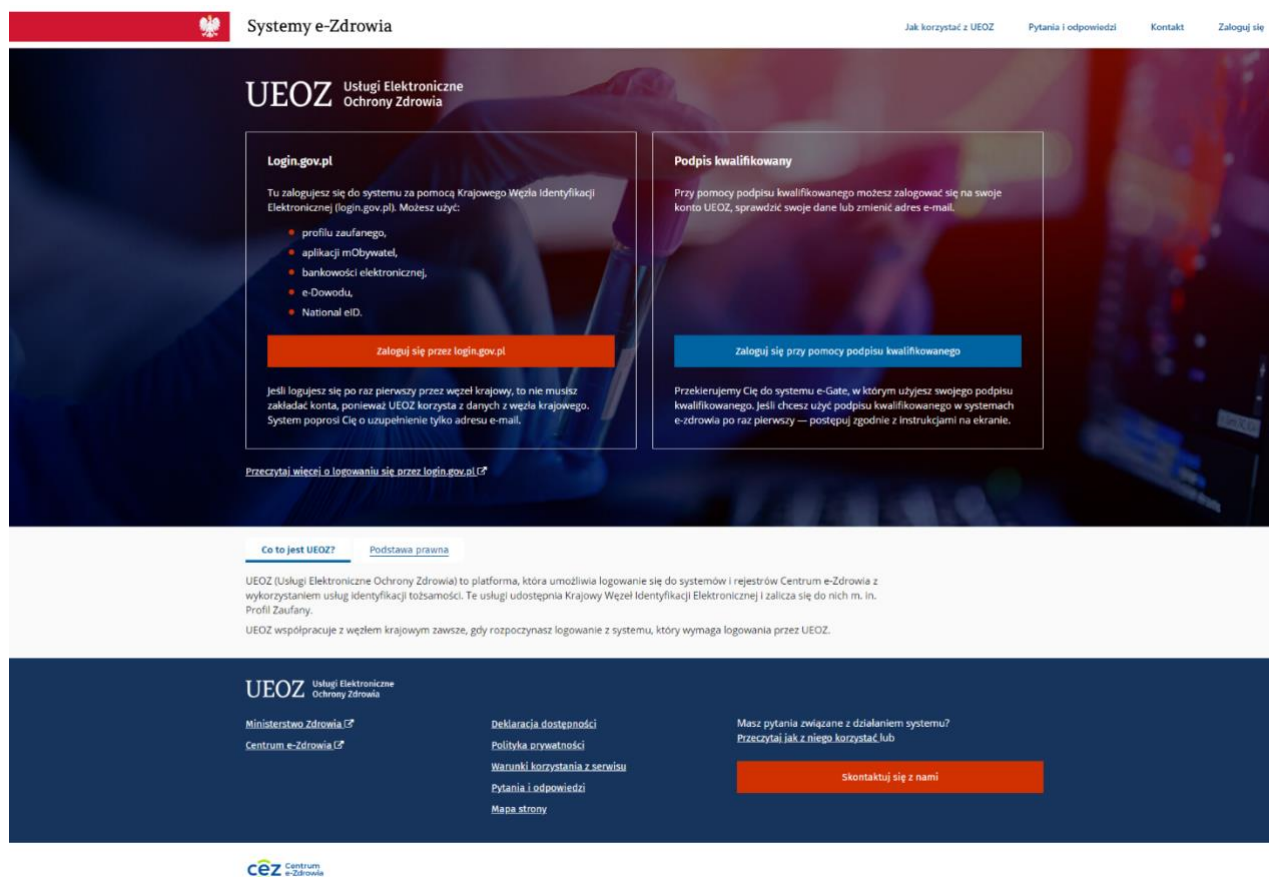 Systemy e-Zdrowia
Jak korzystać z UEOZ
Pytania i odpowiedzi
Kontakt
Zaloguj się
UEOZ Usługi Elektroniczne
Ochrony Zdrowia
Login.gov.pl
Tu zalogujesz się do systemu za pomocą Krajowego Węzła Identyfikacji
Elektronicznej (login.gov.pl). Możesz użyć:
profilu zaufanego,
aplikacji mObywatel,
bankowości elektronicznej,
e-Dowodu,
National eID.
Zaloguj się przez login.gov.pl
Jeśli logujesz się po raz pierwszy przez węzeł krajowy, to nie musisz
zakładać konta, ponieważ UEOZ korzysta z danych z węzła krajowego.
System poprosi Cię o uzupełnienie tylko adresu e-mail.
Podpis kwalifikowany
Przy pomocy podpisu kwalifikowanego możesz zalogować się na swoje
konto UEOZ, sprawdzić swoje dane lub zmienić adres e-mail.
Zaloguj się przy pomocy podpisu kwalifikowanego
Przekierujemy Cię do systemu e-Gate, w którym użyjesz swojego podpisu
kwalifikowanego. Jeśli chcesz użyć podpisu kwalifikowanego w systemach
e-zdrowia po raz pierwszy — postępuj zgodnie z instrukcjami na ekranie.
Przeczytaj więcej o logowaniu się przez login.gov.pl
Co to jest UEOZ?
Podstawa prawna
UEOZ (Usługi Elektroniczne Ochrony Zdrowia) to platforma, która umożliwia logowanie się do systemów i rejestrów Centrum e-Zdrowia z
wykorzystaniem usług identyfikacji tożsamości. Te usługi udostępnia Krajowy Węzeł Identyfikacji Elektronicznej i zalicza się do nich m. in.
Profil Zaufany.
UEOZ współpracuje z węzłem krajowym zawsze, gdy rozpoczynasz logowanie z systemu, który wymaga logowania przez UEOZ.
UEOZ Usługi Elektroniczne
Ochrony Zdrowia
Ministerstwo Zdrowia
Centrum e-Zdrowia
Deklaracja dostępności
Polityka prywatności
Warunki korzystania z serwisu
Pytania i odpowiedzi
Mapa strony
Masz pytania związane z działaniem systemu?
Przeczytaj jak z niego korzystać lub
Skontaktuj się z nami
cez Centrum
e-Zdrowia